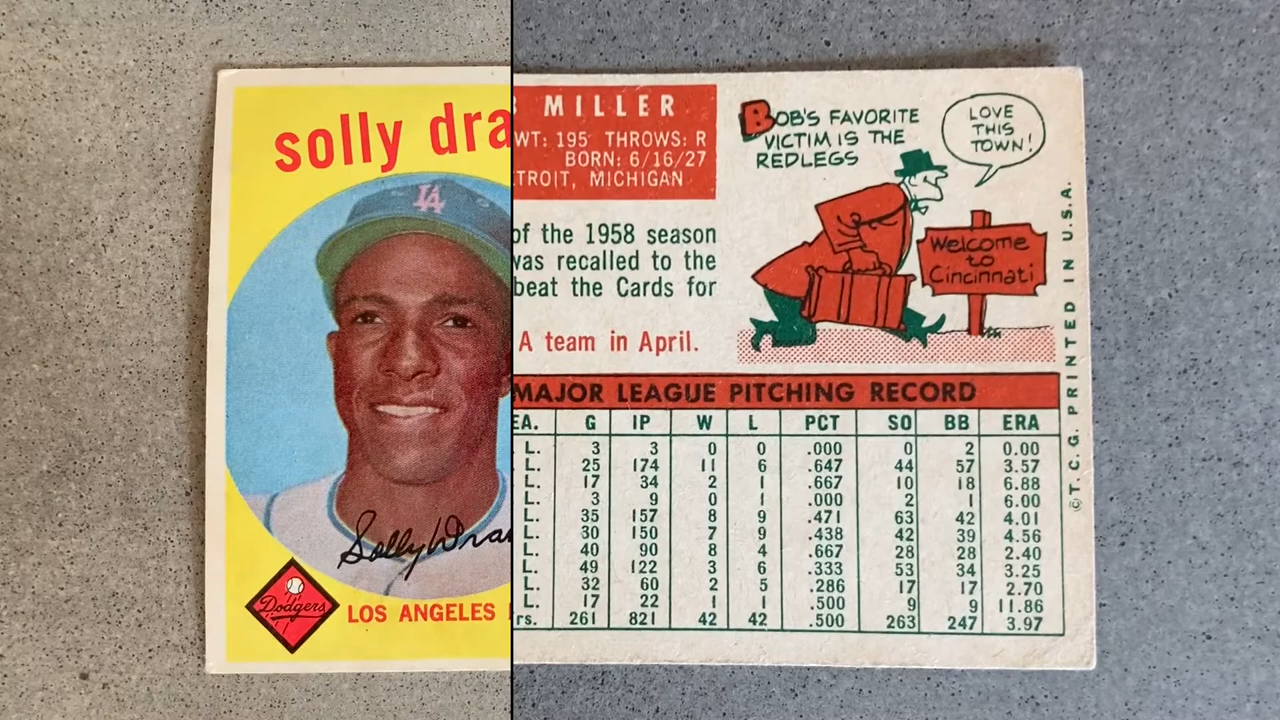 solly dra
LA
Solly Dra
Dodgers
LOS ANGELES
B MILLER
WT: 195 THROWS: R
BORN: 6/16/27
TROIT, MICHIGAN
of the 1958 season
was recalled to the
beat the Cards for
A team in April.
BOB'S FAVORITE
VICTIM IS THE
REDLEGS
LOVE
THIS
TOWN!
Welcome
to
Cincinnati
MAJOR LEAGUE PITCHING RECORD
EA. G IP W L PCT SO BB ERA
L. 3 3 0 0 .000 0 2 0.00
L. 25 174 11 6 .647 44 57 3.57
L. 17 34 2 1 .667 10 18 6.88
L. 3 9 0 1 .000 2 1 6.00
L. 35 157 8 9 .471 63 42 4.01
L. 30 150 7 9 .438 42 39 4.56
L. 40 90 8 4 .667 28 28 2.40
L. 49 122 3 6 .333 53 34 3.25
L. 32 60 2 5 .286 17 17 2.70
L. 17 22 1 1 .500 9 9 11.86
rs. 261 821 42 42 .500 263 247 3.97
©T.C.G. PRINTED IN U.S.A.